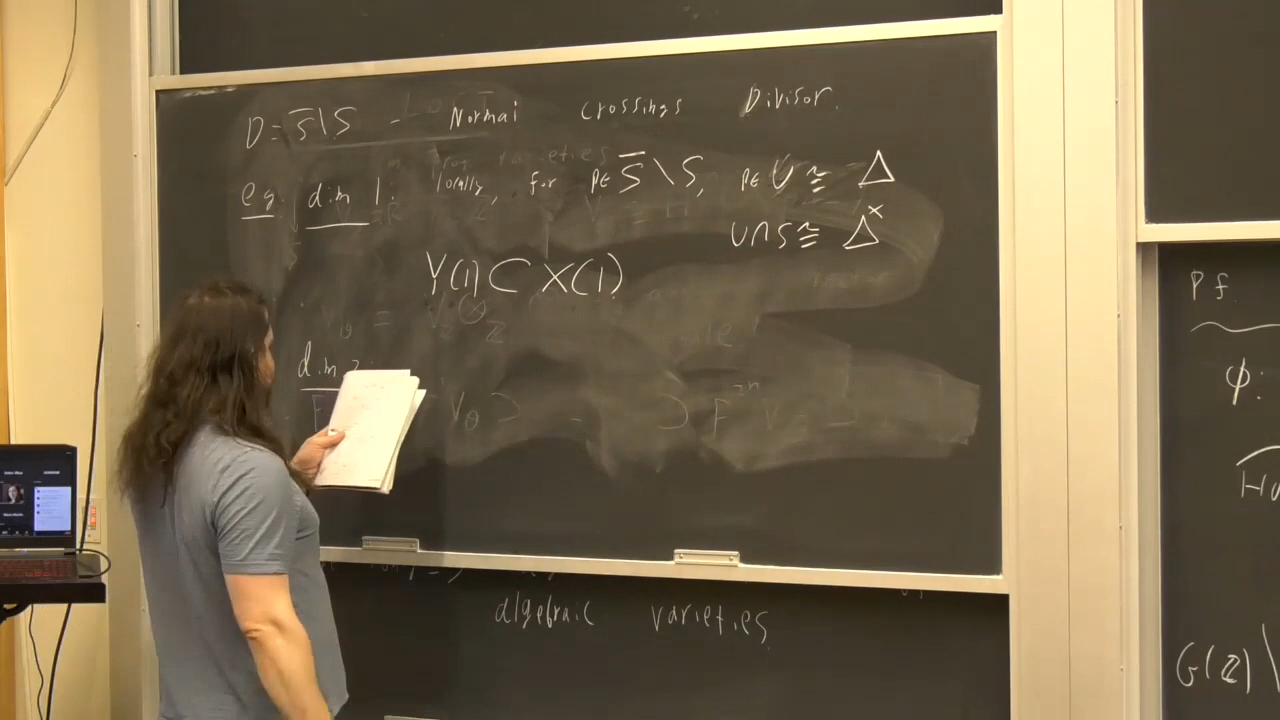 D = S̅ \ S - Normal Crossings Divisor.
e.g. dim 1: locally, for p∈ S̅ \ S, p∈ U ≅ Δ
U∩S ≅ Δ^×
Y(1) ⊂ X(1)
dim 2:
algebraic varieties
Pf.
φ:
G(ℤ) \